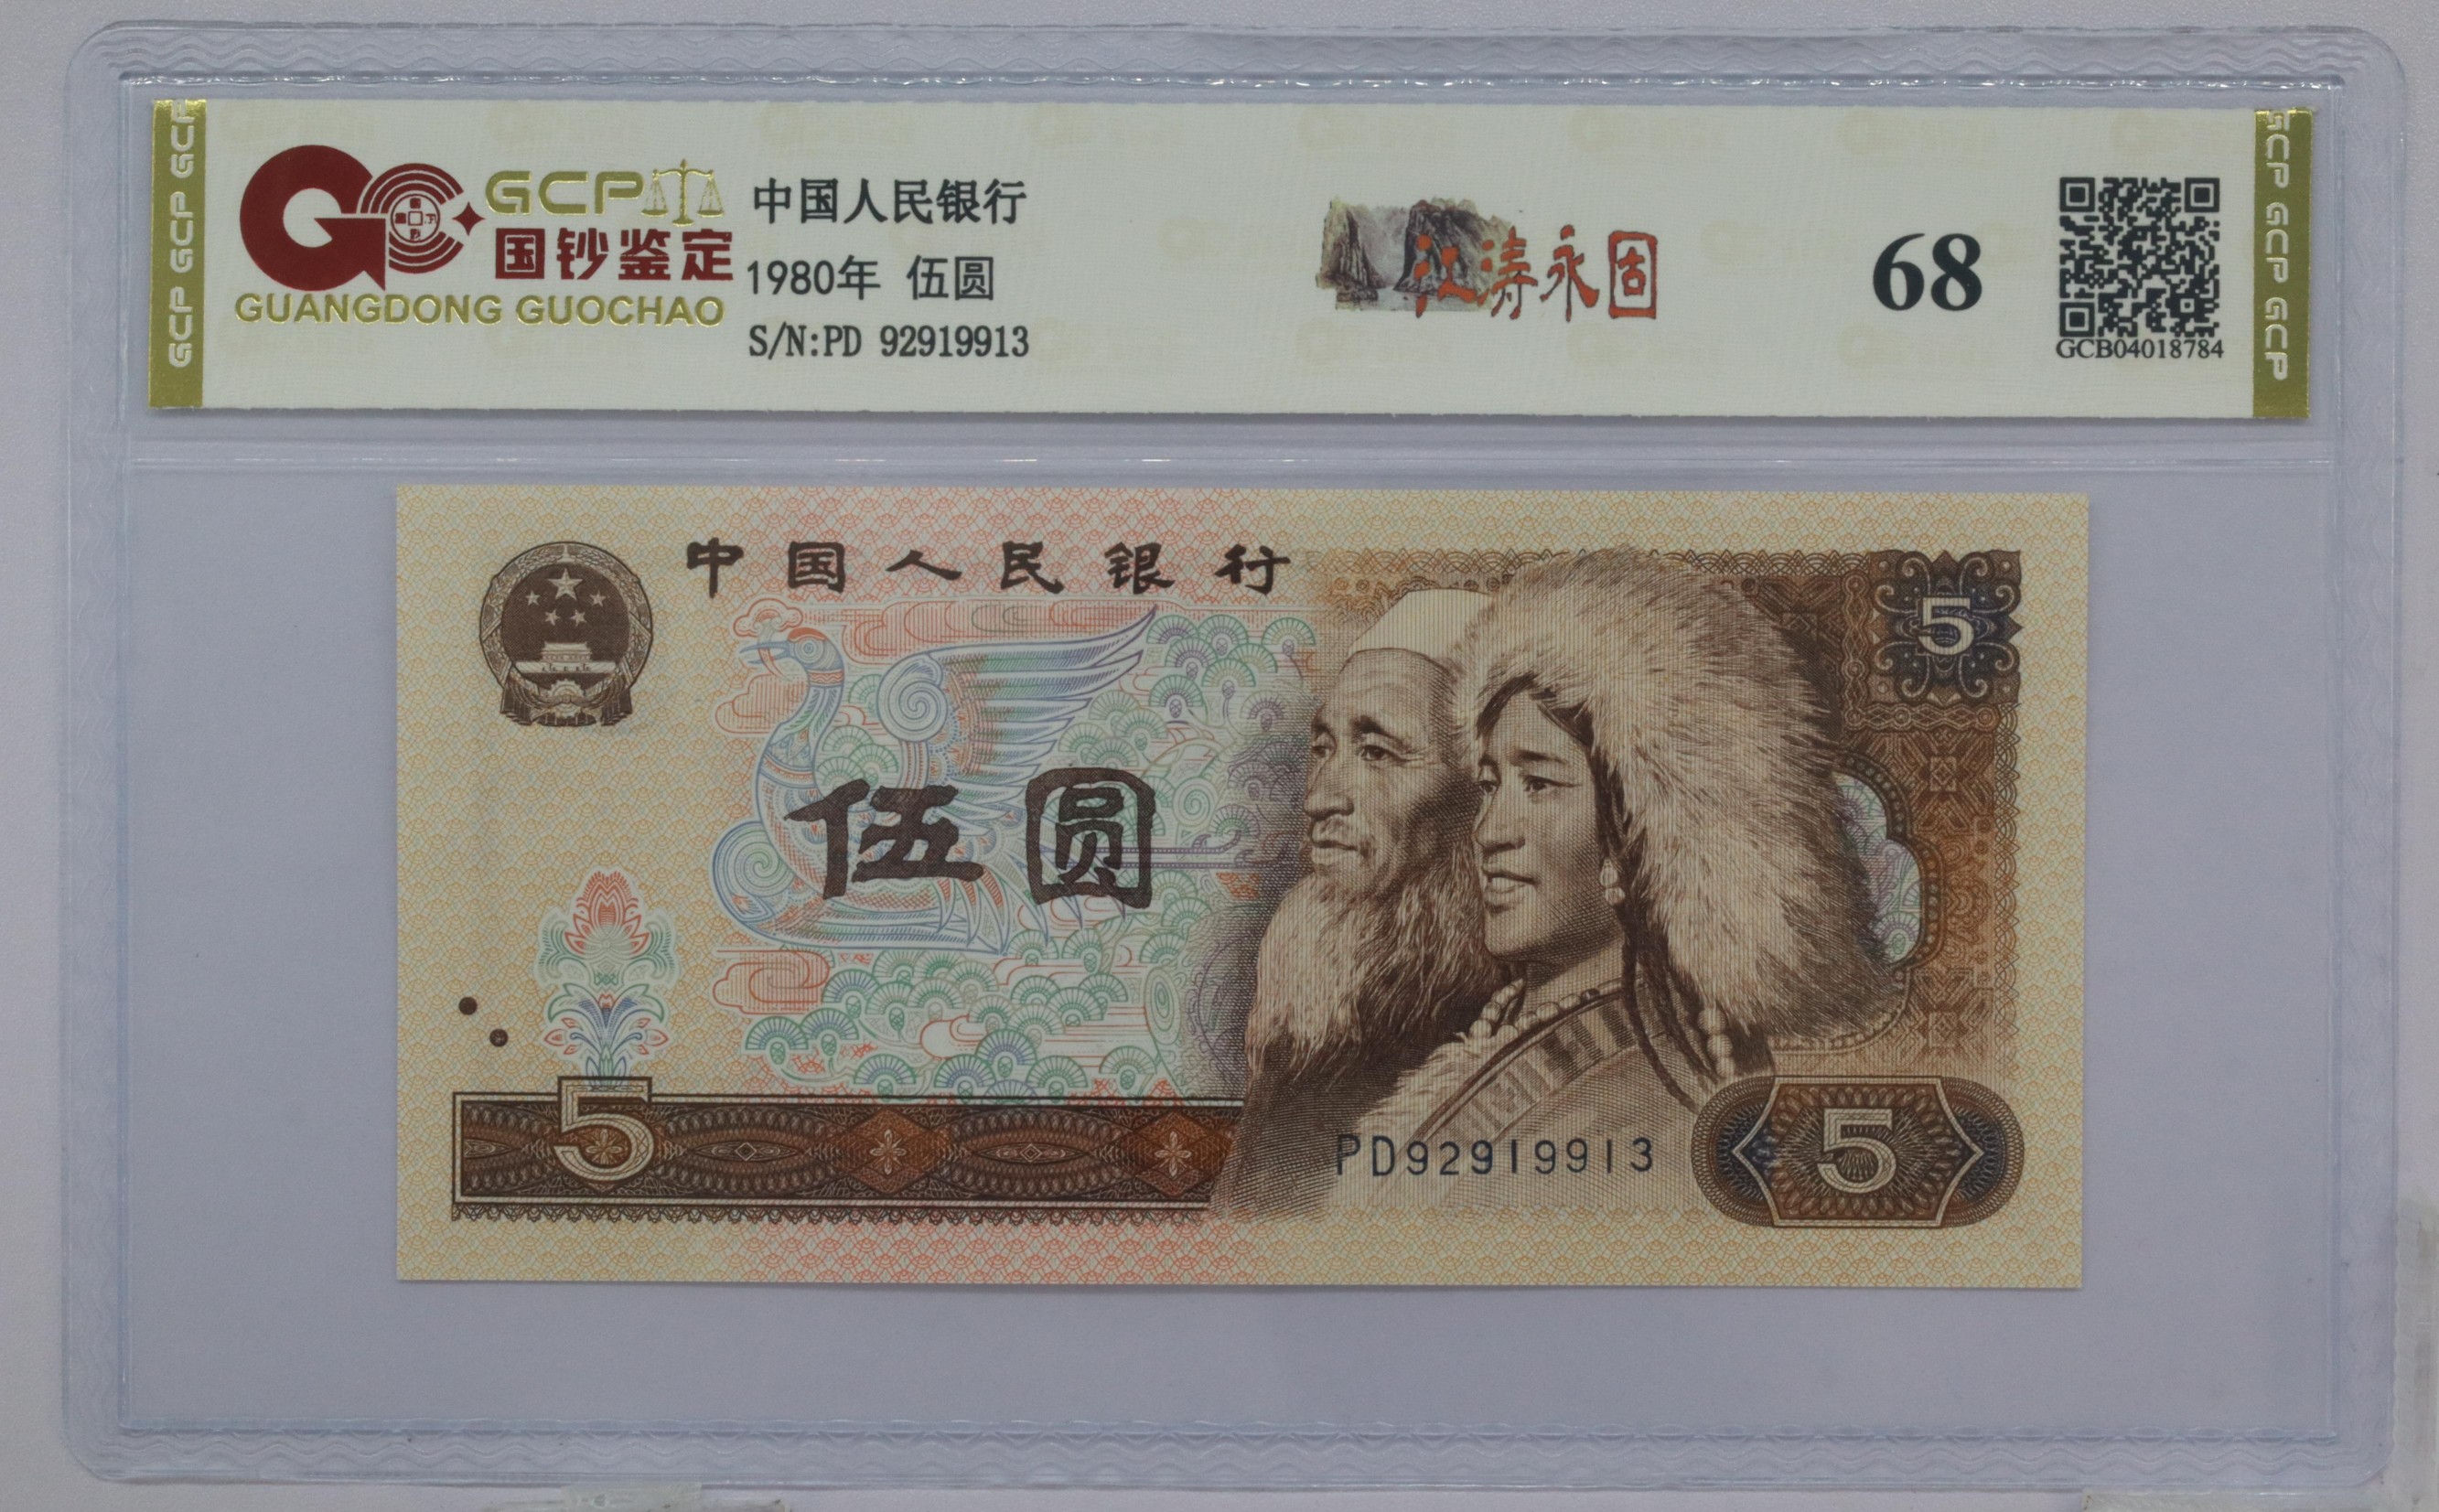 GCP GCP GCP
GCP
国钞鉴定
GUANGDONG GUOCHAO
中国人民银行
1980年 伍圆
S/N:PD 92919913
江涛永固
68
GCB04018784
GCP GCP GCP GCP
中国人民银行
5
伍圆
5
PD92919913
5